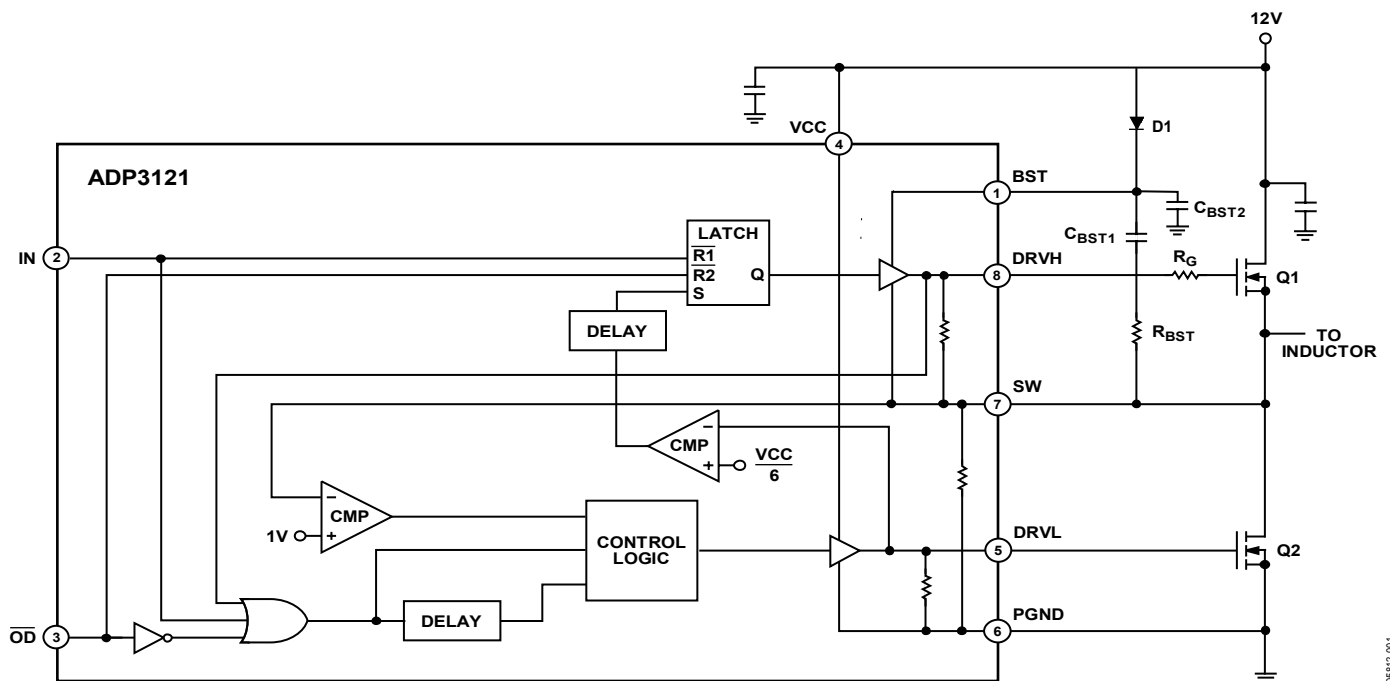 12V
VCC
4
D1
ADP3121
BST
1
CBST2
CBST1
LATCH
R1
R2
S
Q
IN
2
DRVH
8
RG
Q1
DELAY
RBST
TO
INDUCTOR
SW
7
CMP
−
+
VCC
6
CMP
−
+
1V
CONTROL
LOGIC
DRVL
5
Q2
DELAY
OD
3
PGND
6
05812-001